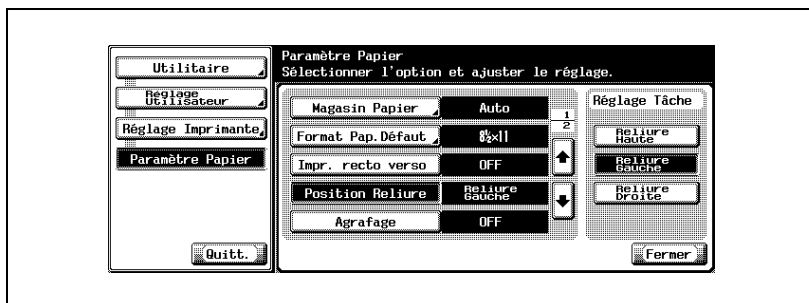 Utilitaire
Réglage
Utilisateur
Réglage Imprimante
Paramètre Papier
Quitt.
Paramètre Papier
Sélectionner l'option et ajuster le réglage.
Magasin Papier Auto
Format Pap.Défaut 8½×11
Impr. recto verso OFF
Position Reliure Reliure Gauche
Agrafage OFF
1
2
Réglage Tâche
Reliure
Haute
Reliure
Gauche
Reliure
Droite
Fermer